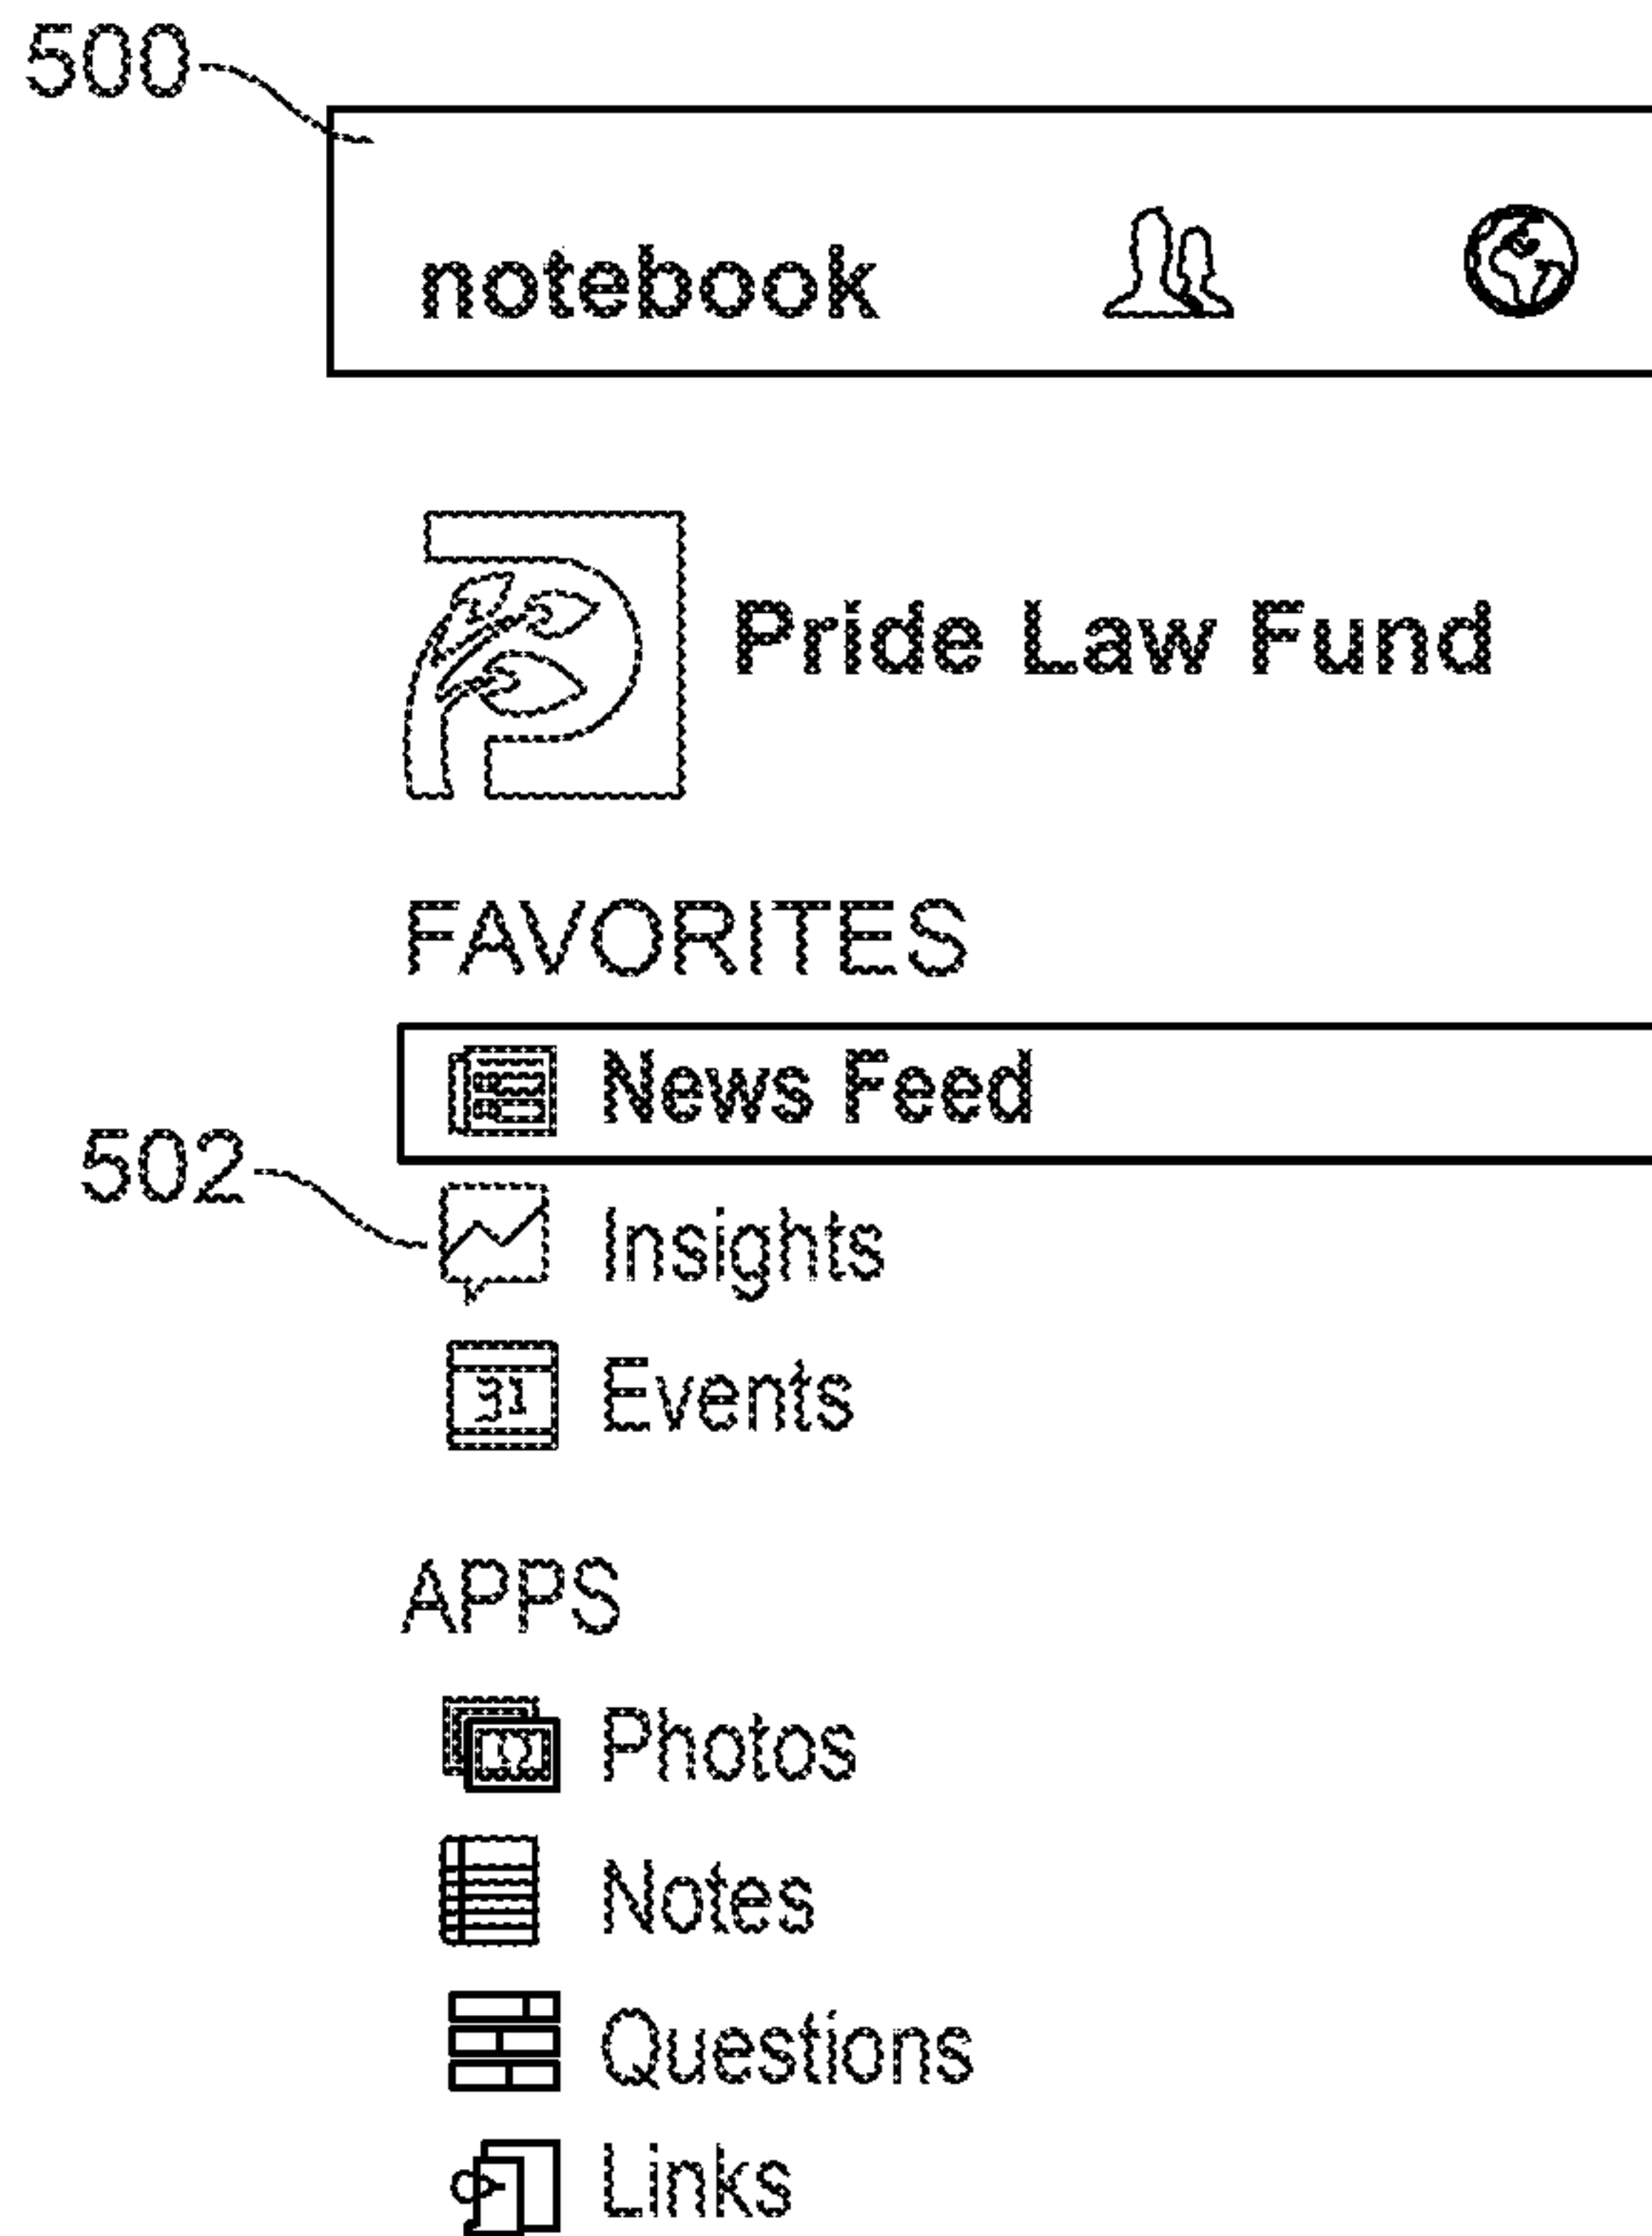 500
notebook
Pride Law Fund
FAVORITES
News Feed
502
Insights
31 Events
APPS
Photos
Notes
Questions
Links